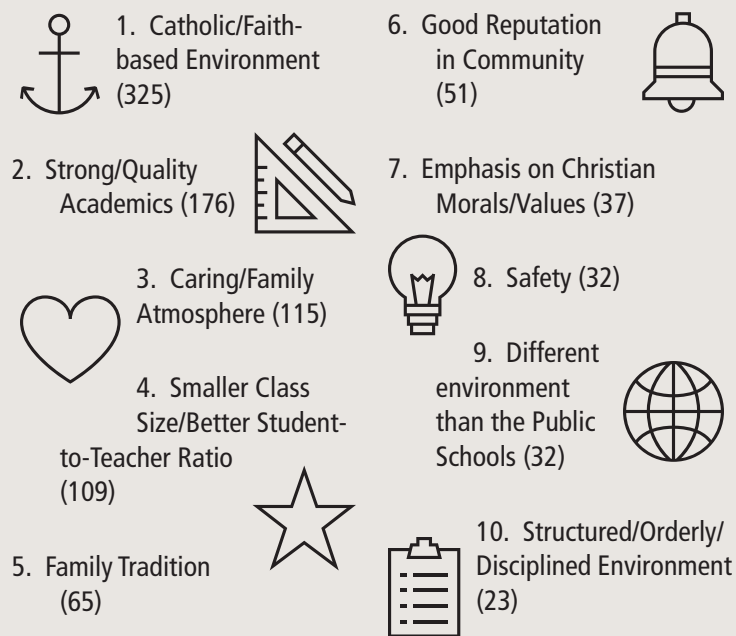 1. Catholic/Faith-
based Environment
(325)
2. Strong/Quality
Academics (176)
3. Caring/Family
Atmosphere (115)
4. Smaller Class
Size/Better Student-
to-Teacher Ratio
(109)
5. Family Tradition
(65)
6. Good Reputation
in Community
(51)
7. Emphasis on Christian
Morals/Values (37)
8. Safety (32)
9. Different
environment
than the Public
Schools (32)
10. Structured/Orderly/
Disciplined Environment
(23)